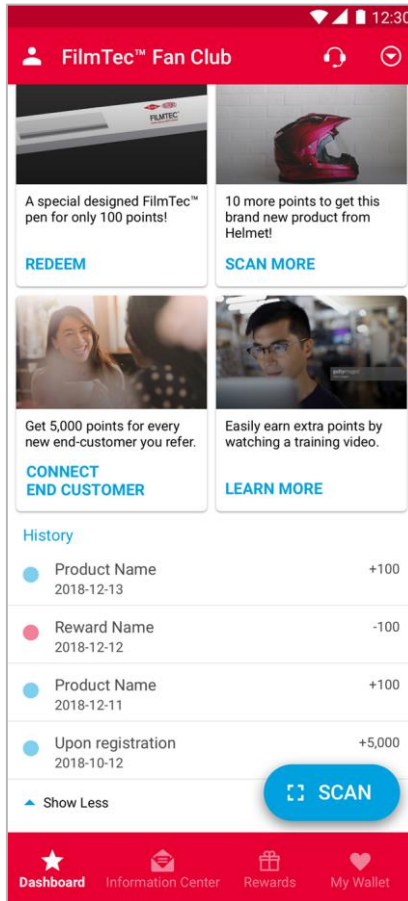 12:30
FilmTec™ Fan Club
FILMTEC™
A special designed FilmTec™
pen for only 100 points!
REDEEM
10 more points to get this
brand new product from
Helmet!
SCAN MORE
gettyimages
Get 5,000 points for every
new end-customer you refer.
CONNECT
END CUSTOMER
Easily earn extra points by
watching a training video.
LEARN MORE
History
Product Name
+100
2018-12-13
Reward Name
-100
2018-12-12
Product Name
+100
2018-12-11
Upon registration
+5,000
2018-10-12
Show Less
SCAN
Dashboard
Information Center
Rewards
My Wallet